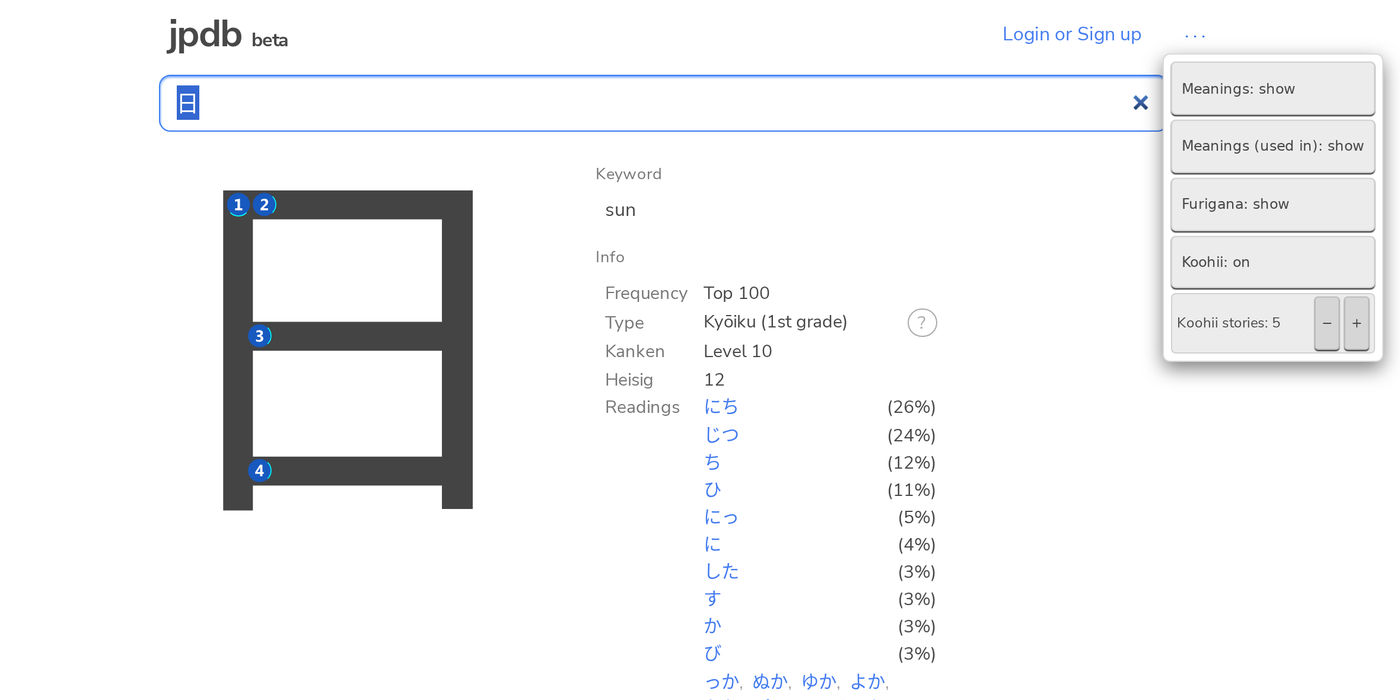 jpdb beta
Login or Sign up ...
日
Meanings: show
Meanings (used in): show
Furigana: show
Koohii: on
Koohii stories: 5 − +
1 2
3
4
Keyword
sun
Info
Frequency Top 100
Type Kyōiku (1st grade) ?
Kanken Level 10
Heisig 12
Readings にち (26%)
じつ (24%)
ち (12%)
ひ (11%)
にっ (5%)
に (4%)
した (3%)
す (3%)
か (3%)
び (3%)
っか, ぬか, ゆか, よか,